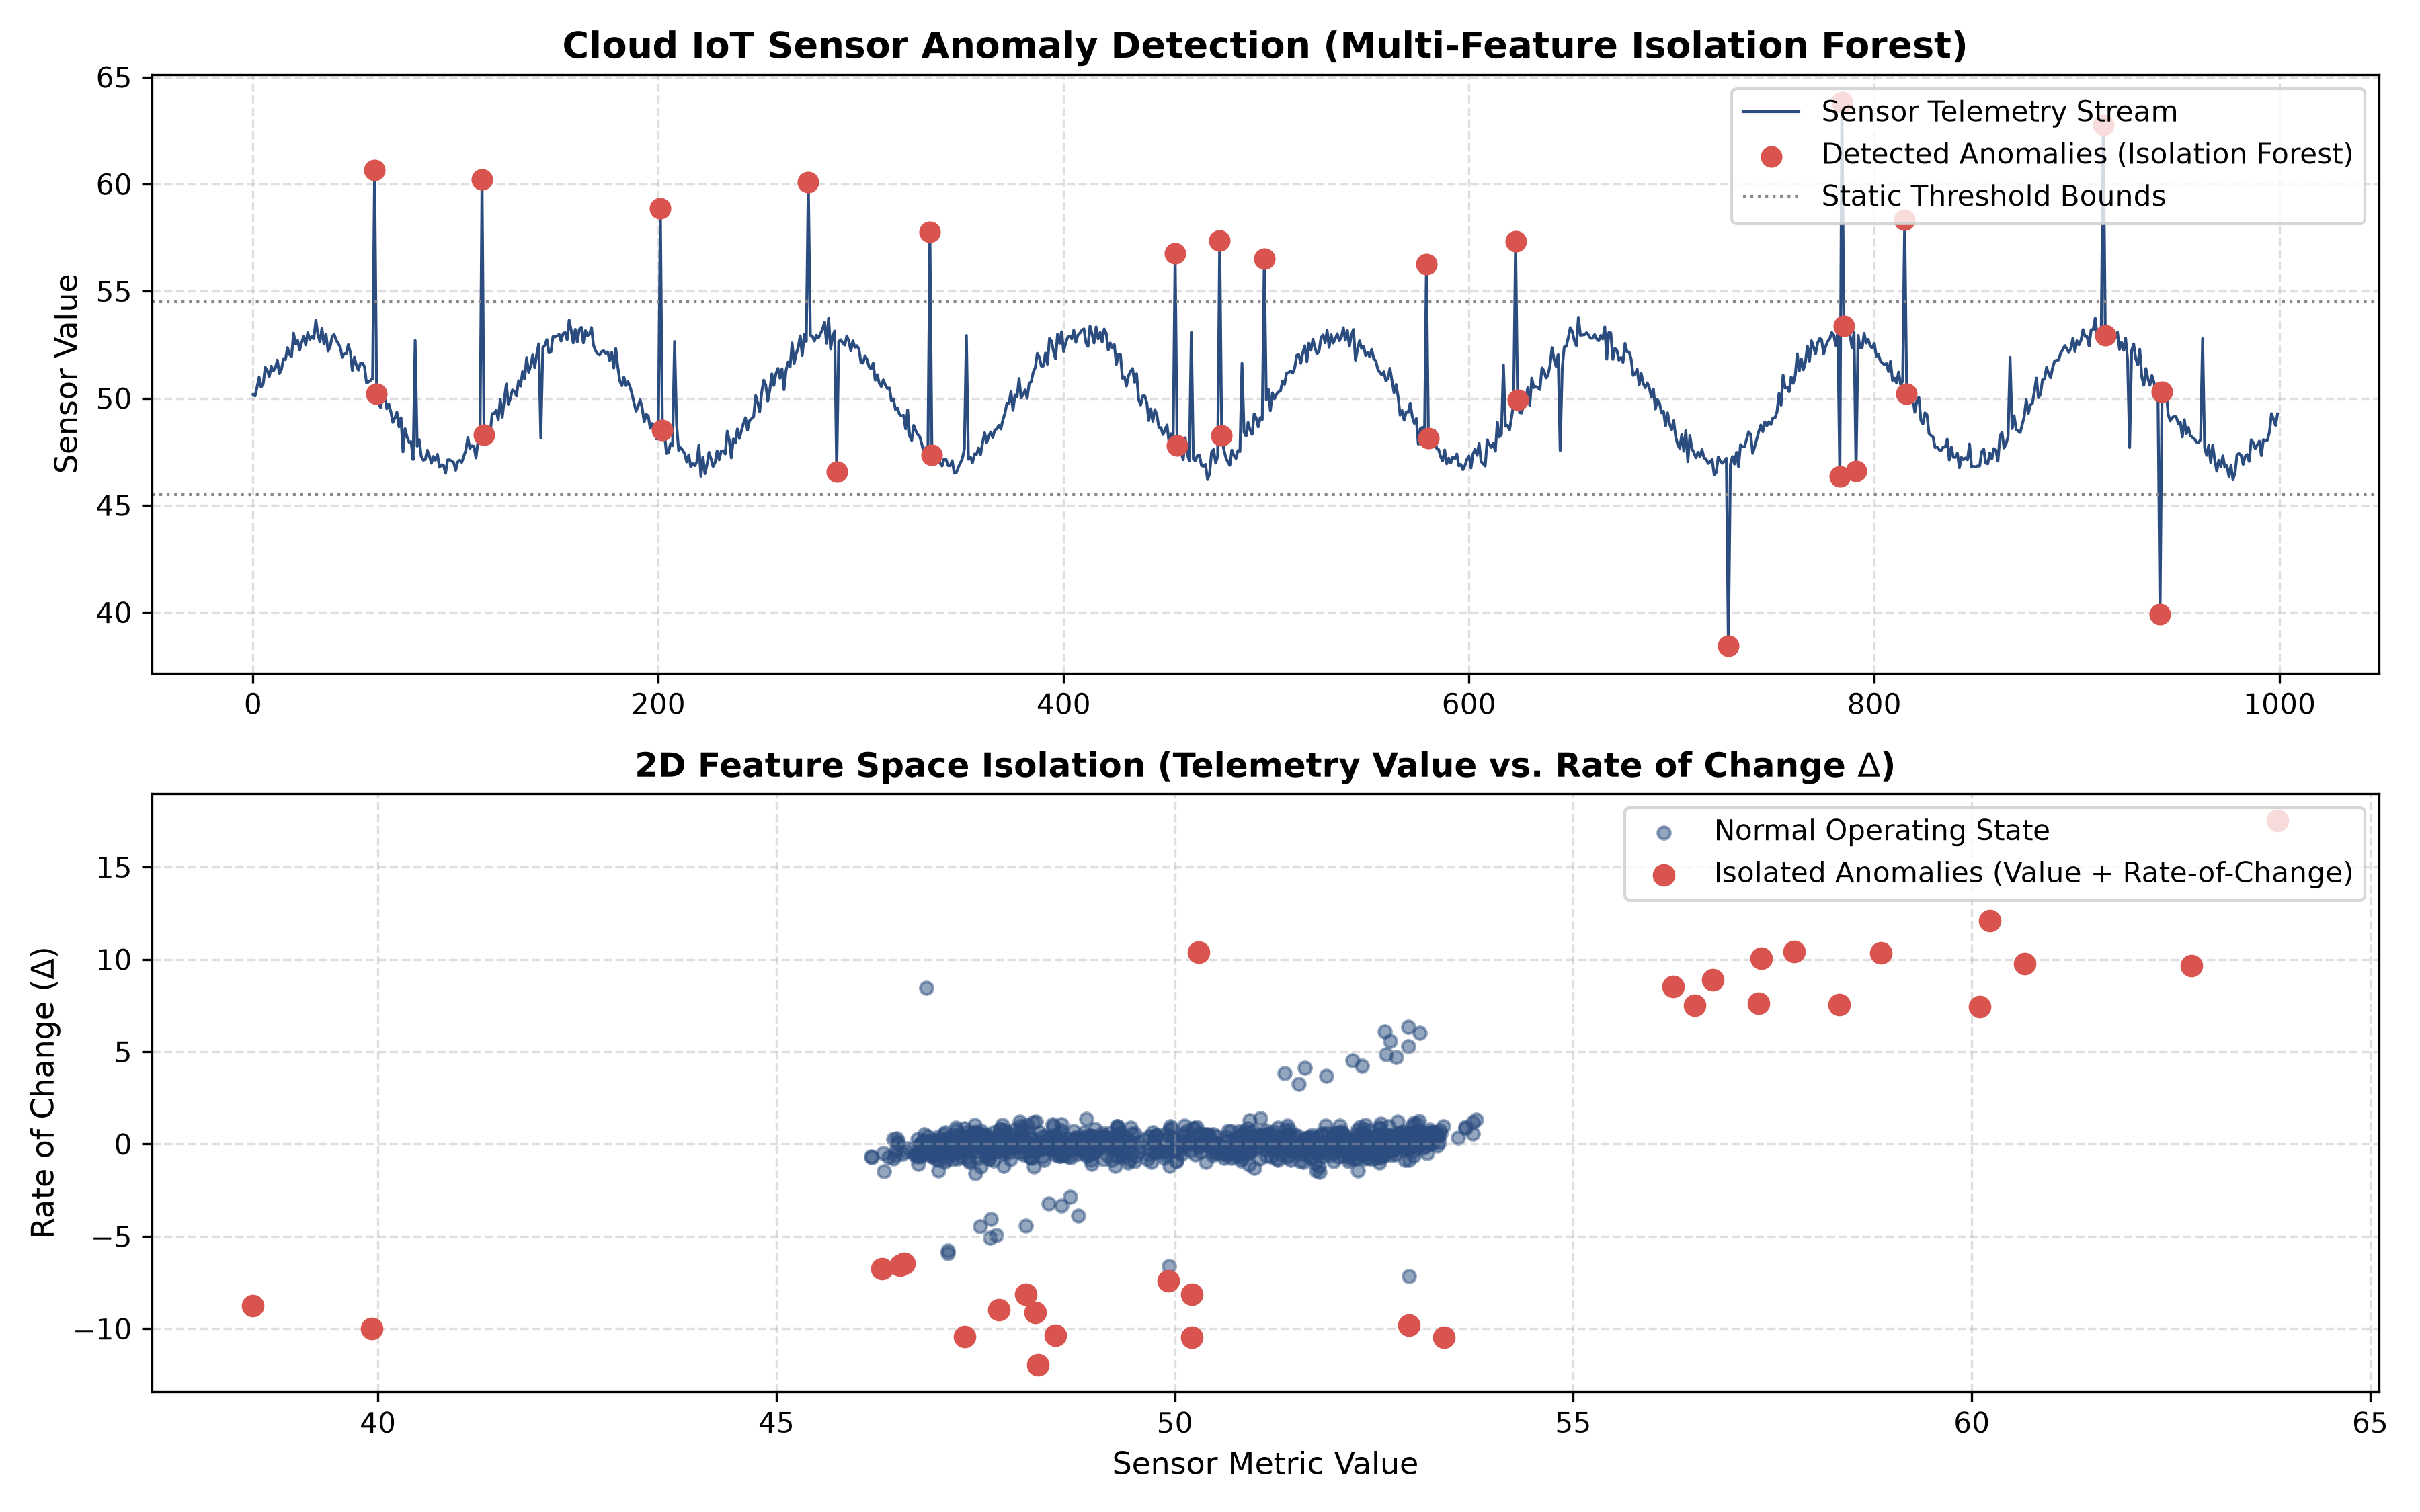 Cloud IoT Sensor Anomaly Detection (Multi-Feature Isolation Forest)
65
60
55
50
45
40
Sensor Value
Sensor Telemetry Stream
Detected Anomalies (Isolation Forest)
Static Threshold Bounds
0
200
400
600
800
1000
2D Feature Space Isolation (Telemetry Value vs. Rate of Change Δ)
15
10
5
0
−5
−10
Rate of Change (Δ)
Normal Operating State
Isolated Anomalies (Value + Rate-of-Change)
40
45
50
55
60
65
Sensor Metric Value